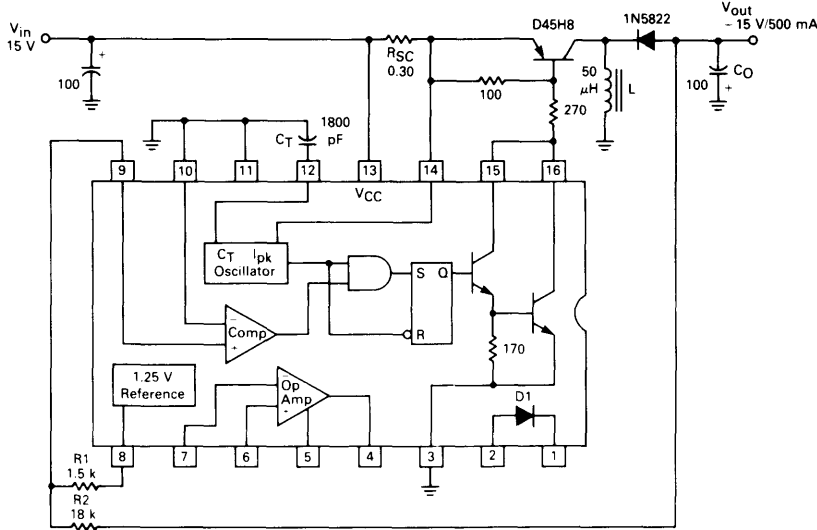 Vin
15 V
D45H8
1N5822
Vout
– 15 V/500 mA
RSC
0.30
100
100
50
µH
L
270
100
CO
+
+
1800
pF
CT
9
10
11
12
13
14
15
16
VCC
CT Ipk
Oscillator
S Q
R
–
Comp
+
170
1.25 V
Reference
–
Op
Amp
D1
8
7
6
5
4
3
2
1
R1
1.5 k
R2
18 k